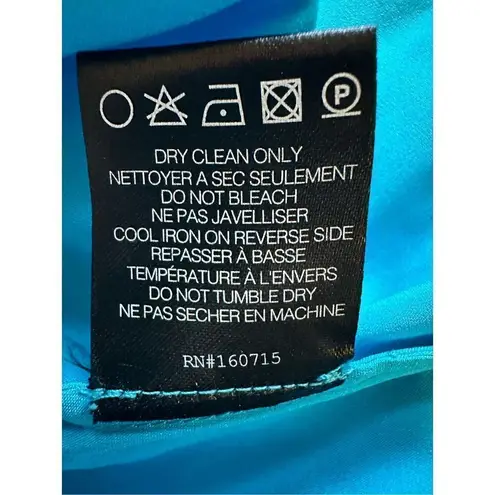 P
DRY CLEAN ONLY
NETTOYER A SEC SEULEMENT
DO NOT BLEACH
NE PAS JAVELLISER
COOL IRON ON REVERSE SIDE
REPASSER À BASSE
TEMPÉRATURE À L'ENVERS
DO NOT TUMBLE DRY
NE PAS SECHER EN MACHINE
RN#160715